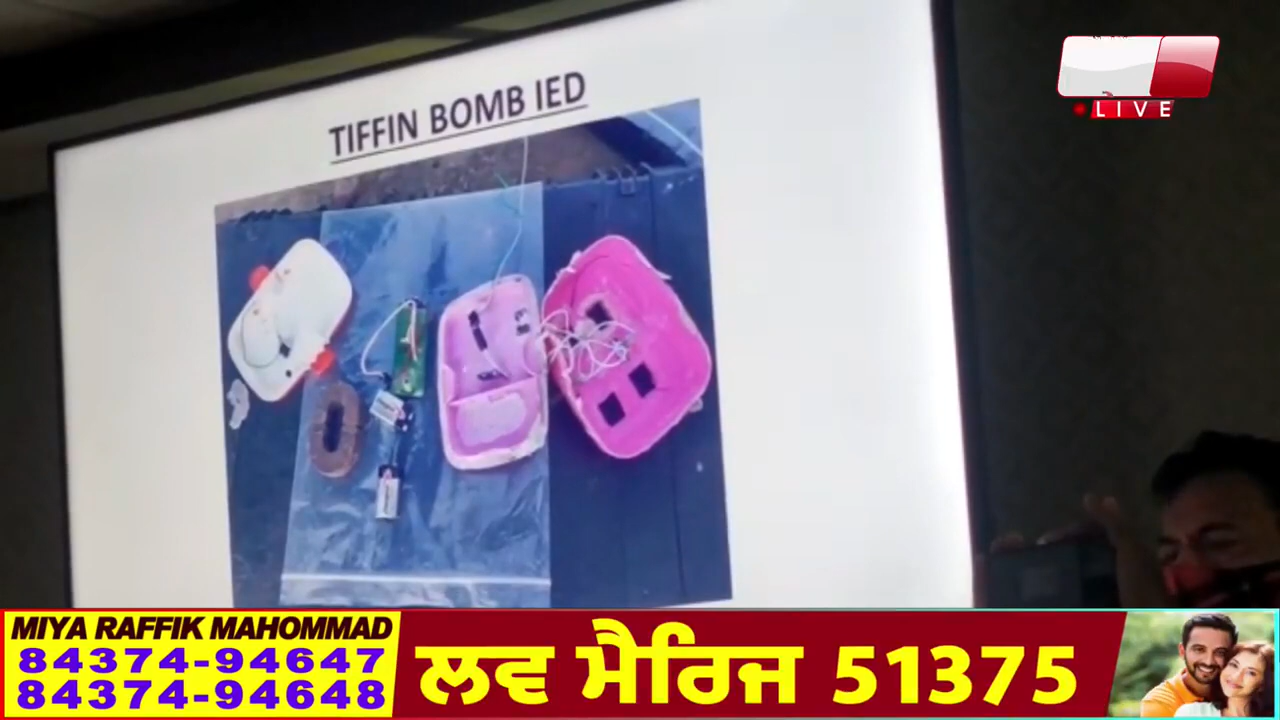 TIFFIN BOMB IED
LIVE
MIYA RAFFIK MAHOMMAD
84374-94647
84374-94648
ਲਵ ਮੈਰਿਜ 51375